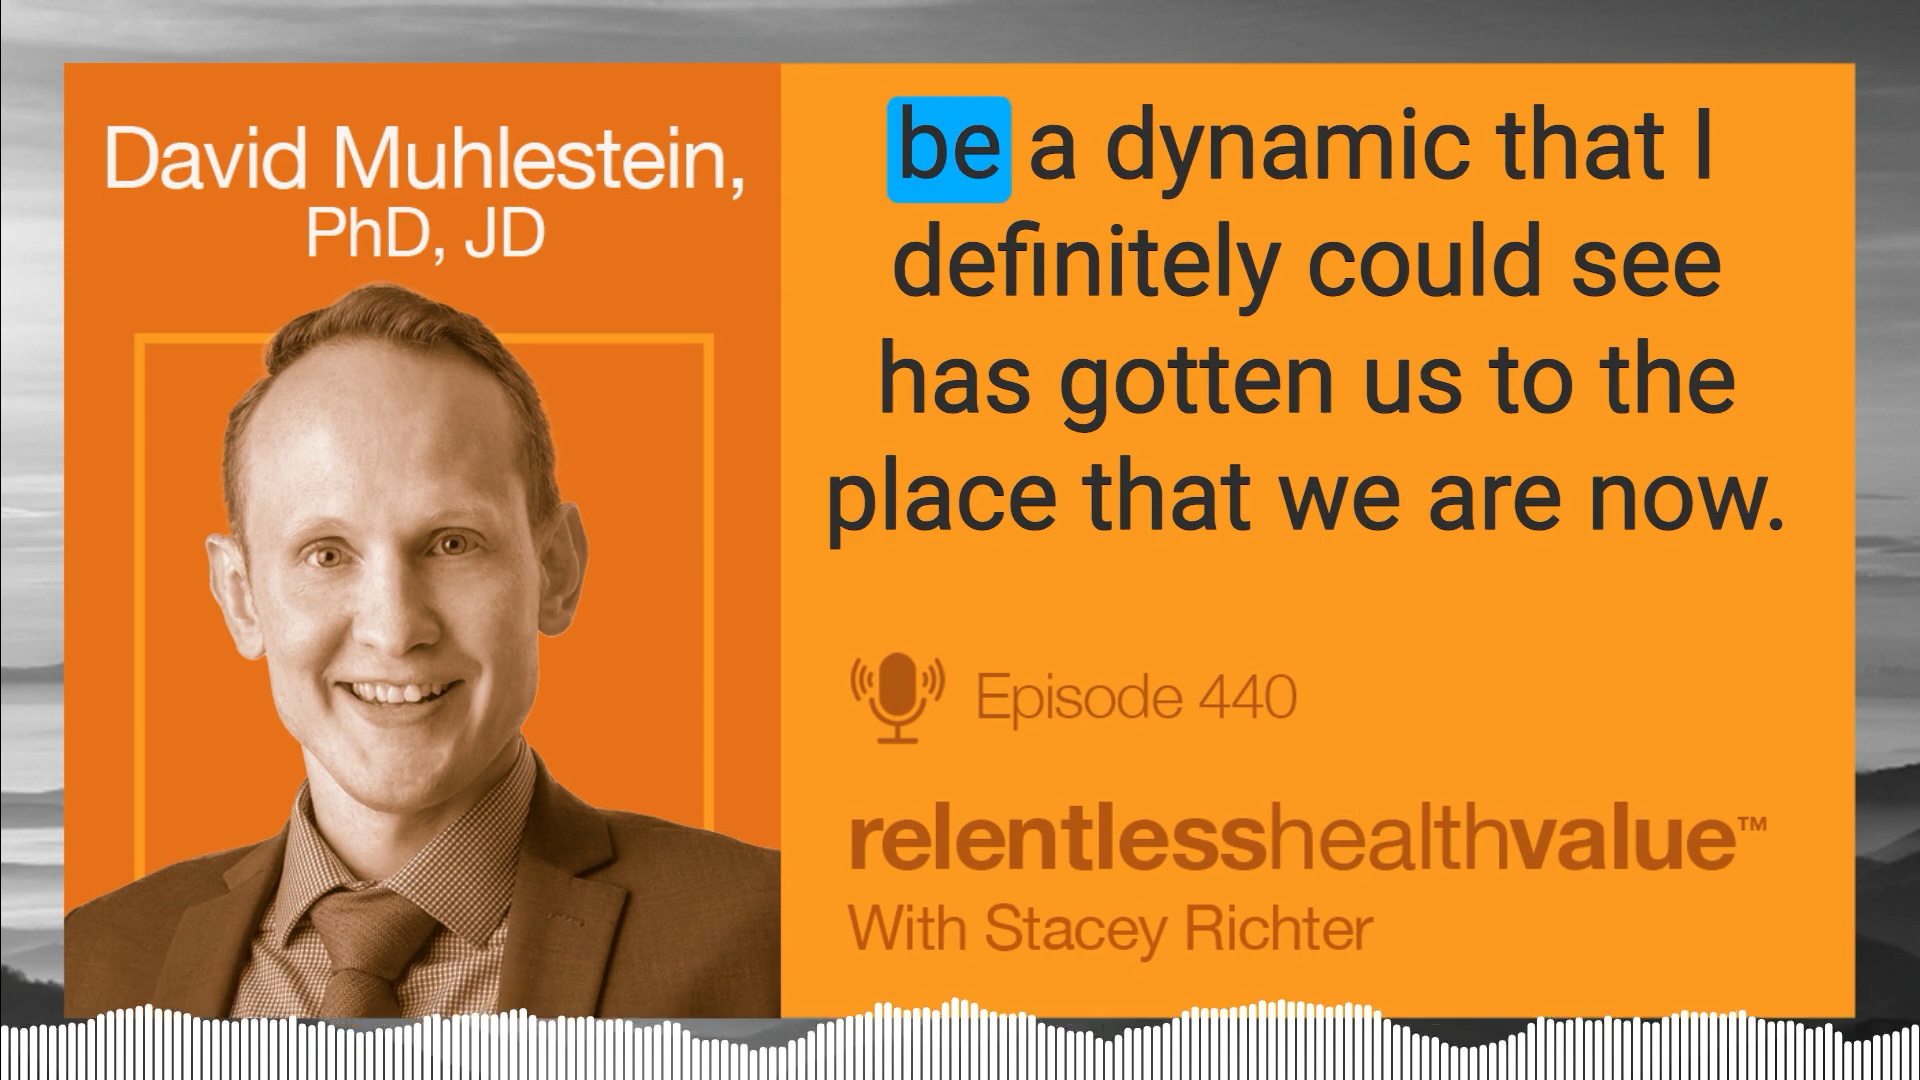 David Muhlestein,
PhD, JD
be a dynamic that I
definitely could see
has gotten us to the
place that we are now.
Episode 440
relentlesshealthvalue™
With Stacey Richter